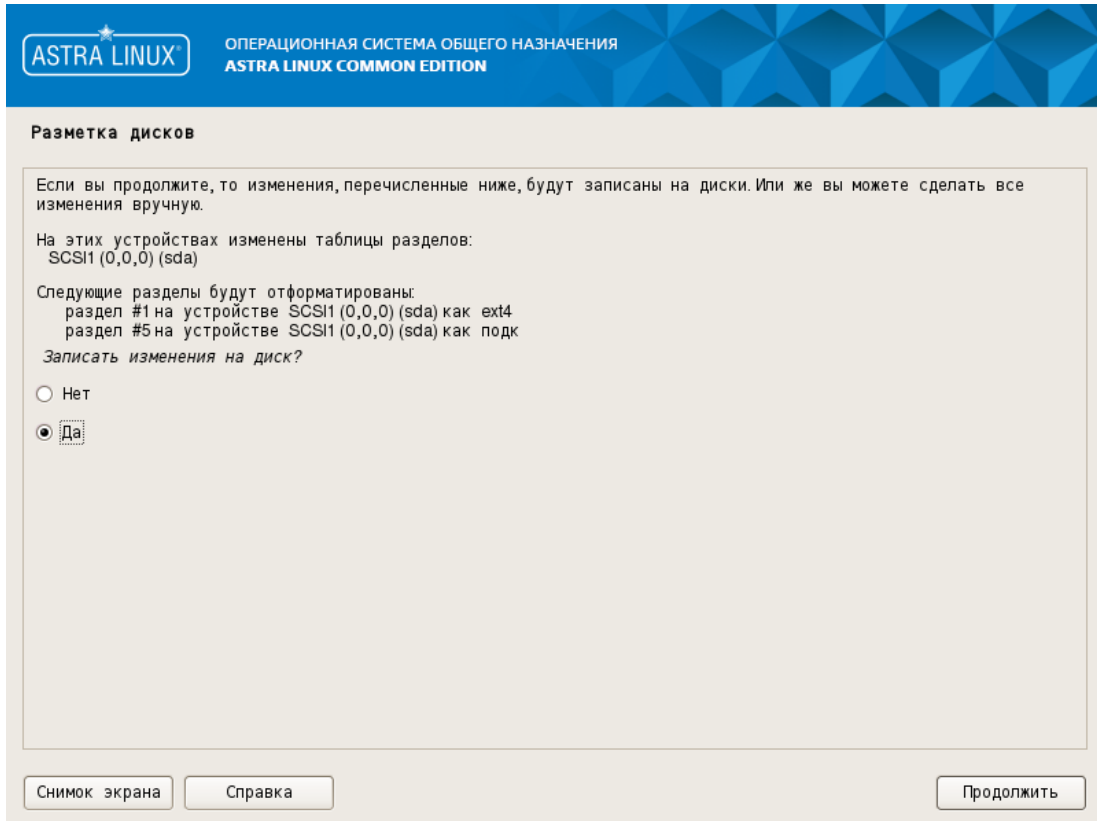 ASTRA LINUX®
ОПЕРАЦИОННАЯ СИСТЕМА ОБЩЕГО НАЗНАЧЕНИЯ
ASTRA LINUX COMMON EDITION
Разметка дисков
Если вы продолжите, то изменения, перечисленные ниже, будут записаны на диски. Или же вы можете сделать все
изменения вручную.
На этих устройствах изменены таблицы разделов:
SCSI1 (0,0,0) (sda)
Следующие разделы будут отформатированы:
раздел #1 на устройстве SCSI1 (0,0,0) (sda) как ext4
раздел #5 на устройстве SCSI1 (0,0,0) (sda) как подк
Записать изменения на диск?
Нет
Да
Снимок экрана
Справка
Продолжить